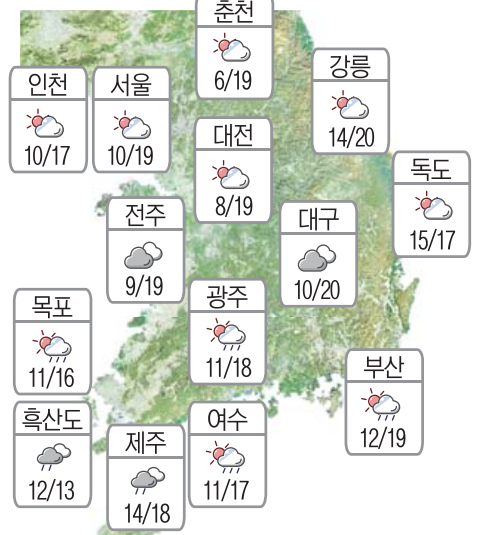 춘천
6/19
강릉
14/20
인천
10/17
서울
10/19
대전
8/19
독도
15/17
전주
9/19
대구
10/20
광주
11/18
목포
11/16
부산
12/19
흑산도
12/13
여수
11/17
제주
14/18